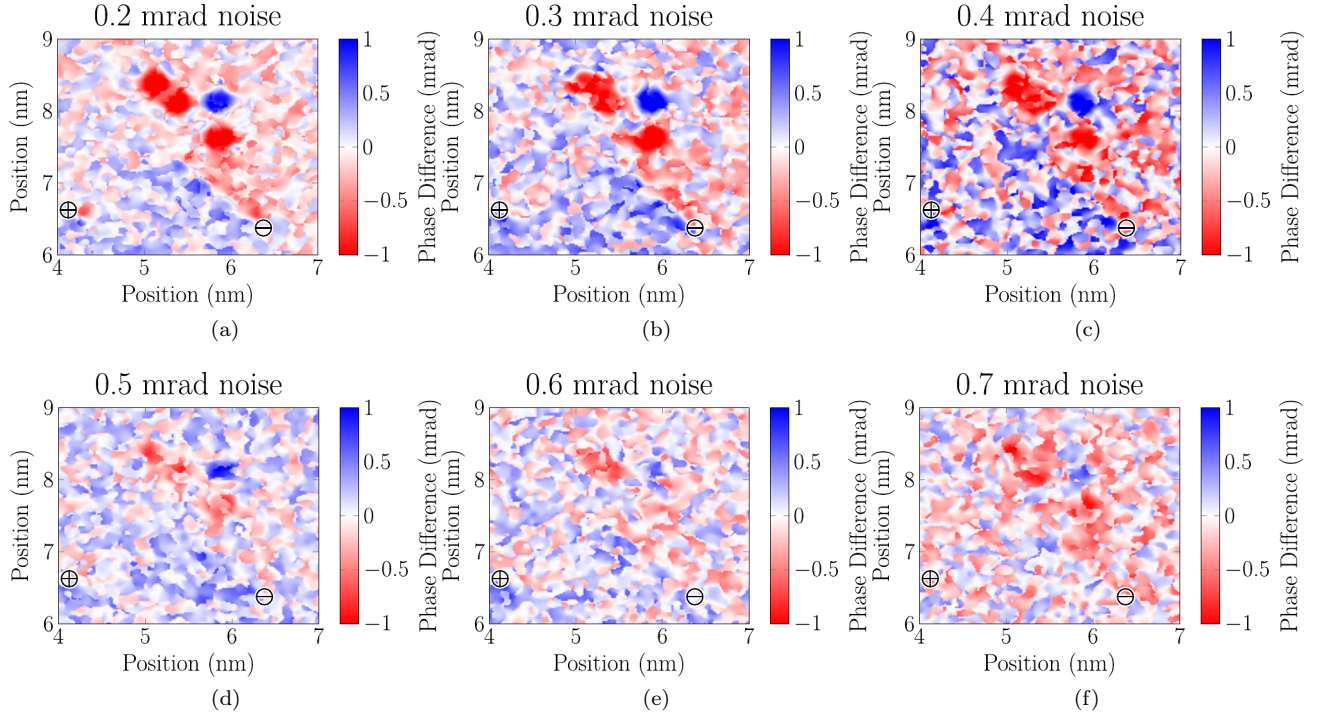 0.2 mrad noise
9
8
7
6
4
5
6
7
Position (nm)
Position (nm)
1
0.5
0
−0.5
−1
Phase Difference (mrad)
(a)
0.3 mrad noise
9
8
7
6
4
5
6
7
Position (nm)
Position (nm)
1
0.5
0
−0.5
−1
Phase Difference (mrad)
(b)
0.4 mrad noise
9
8
7
6
4
5
6
7
Position (nm)
Position (nm)
1
0.5
0
−0.5
−1
Phase Difference (mrad)
(c)
0.5 mrad noise
9
8
7
6
4
5
6
7
Position (nm)
Position (nm)
1
0.5
0
−0.5
−1
Phase Difference (mrad)
(d)
0.6 mrad noise
9
8
7
6
4
5
6
7
Position (nm)
Position (nm)
1
0.5
0
−0.5
−1
Phase Difference (mrad)
(e)
0.7 mrad noise
9
8
7
6
4
5
6
7
Position (nm)
Position (nm)
1
0.5
0
−0.5
−1
Phase Difference (mrad)
(f)